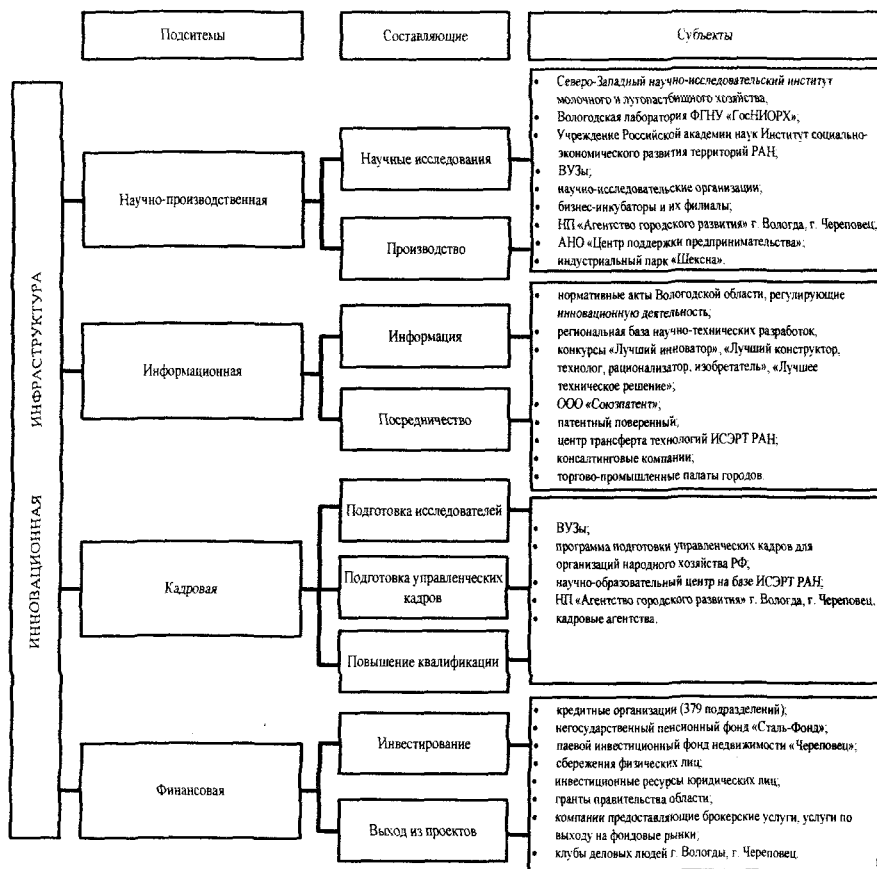 Подситемы
Составляющие
Субъекты
ИННОВАЦИОННАЯ ИНФРАСТРУКТУРА
Научно-производственная
Научные исследования
Производство
• Северо-Западный научно-исследовательский институт
молочного и лугопастбищного хозяйства;
• Вологодская лаборатория ФГНУ «ГосНИОРХ»;
• Учреждение Российской академии наук Институт социально-
экономического развития территорий РАН;
• ВУЗы;
• научно-исследовательские организации;
• бизнес-инкубаторы и их филиалы;
• НП «Агентство городского развития» г. Вологда, г. Череповец;
• АНО «Центр поддержки предпринимательства»;
• индустриальный парк «Шексна».
Информационная
Информация
Посредничество
• нормативные акты Вологодской области, регулирующие
инновационную деятельность;
• региональная база научно-технических разработок;
• конкурсы «Лучший инноватор», «Лучший конструктор,
технолог, рационализатор, изобретатель», «Лучшее
техническое решение»;
• ООО «Союзпатент»;
• патентный поверенный;
• центр трансферта технологий ИСЭРТ РАН;
• консалтинговые компании;
• торгово-промышленные палаты городов.
Кадровая
Подготовка исследователей
Подготовка управленческих
кадров
Повышение квалификации
• ВУЗы;
• программа подготовки управленческих кадров для
организаций народного хозяйства РФ;
• научно-образовательный центр на базе ИСЭРТ РАН;
• НП «Агентство городского развития» г. Вологда, г. Череповец;
• кадровые агентства.
Финансовая
Инвестирование
Выход из проектов
• кредитные организации (379 подразделений);
• негосударственный пенсионный фонд «Сталь-Фонд»;
• паевой инвестиционный фонд недвижимости «Череповец»;
• сбережения физических лиц;
• инвестиционные ресурсы юридических лиц;
• гранты правительства области;
• компании предоставляющие брокерские услуги, услуги по
выходу на фондовые рынки;
• клубы деловых людей г. Вологды, г. Череповец.